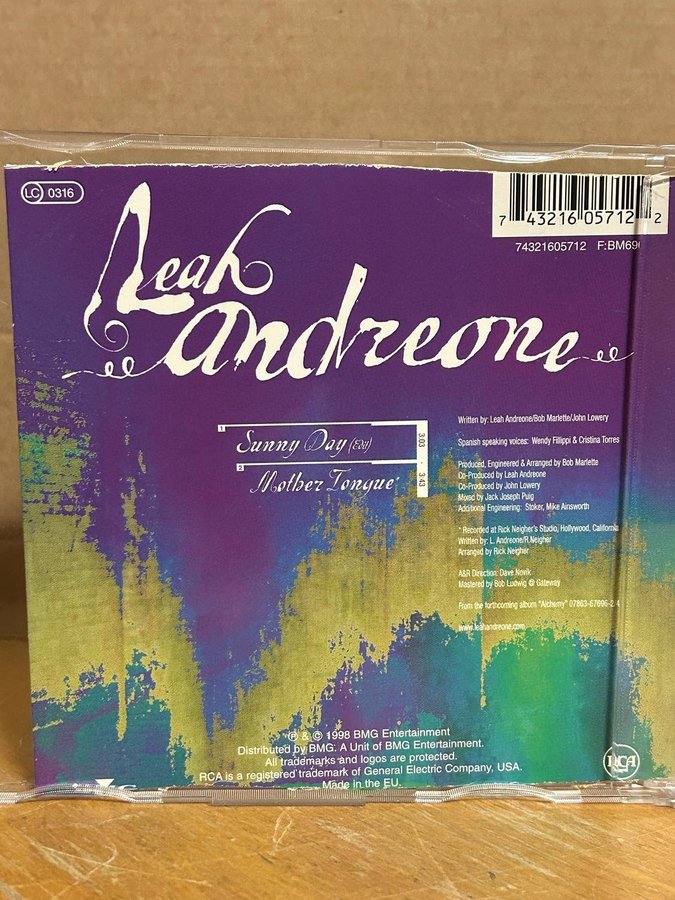 LC 0316
7 43216 05712 2
74321605712 F:BM690
Leah
andreone
1 Sunny Day (Edit) 3:03
2 Mother Tongue* 3:43
Written by: Leah Andreone/Bob Marlette/John Lowery
Spanish speaking voices: Wendy Fillippi & Cristina Torres
Produced, Engineered & Arranged by Bob Marlette
Co-Produced by Leah Andreone
Co-Produced by John Lowery
Mixed by Jack Joseph Puig
Additional Engineering: Stoker, Mike Ainsworth
* Recorded at Rick Neigher's Studio, Hollywood, California
Written by: L. Andreone/R.Neigher
Arranged by Rick Neigher
A&R Direction: Dave Novik
Mastered by Bob Ludwig @ Gateway
From the forthcoming album "Alchemy" 07863-67696-2/4
www.leahandreone.com
℗ & © 1998 BMG Entertainment
Distributed by BMG. A Unit of BMG Entertainment.
All trademarks and logos are protected.
RCA is a registered trademark of General Electric Company, USA.
Made in the EU.
RCA